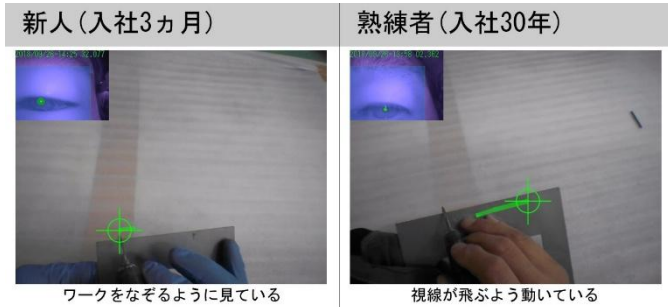 新人(入社3ヵ月)
熟練者(入社30年)
ワークをなぞるように見ている
視線が飛ぶよう動いている